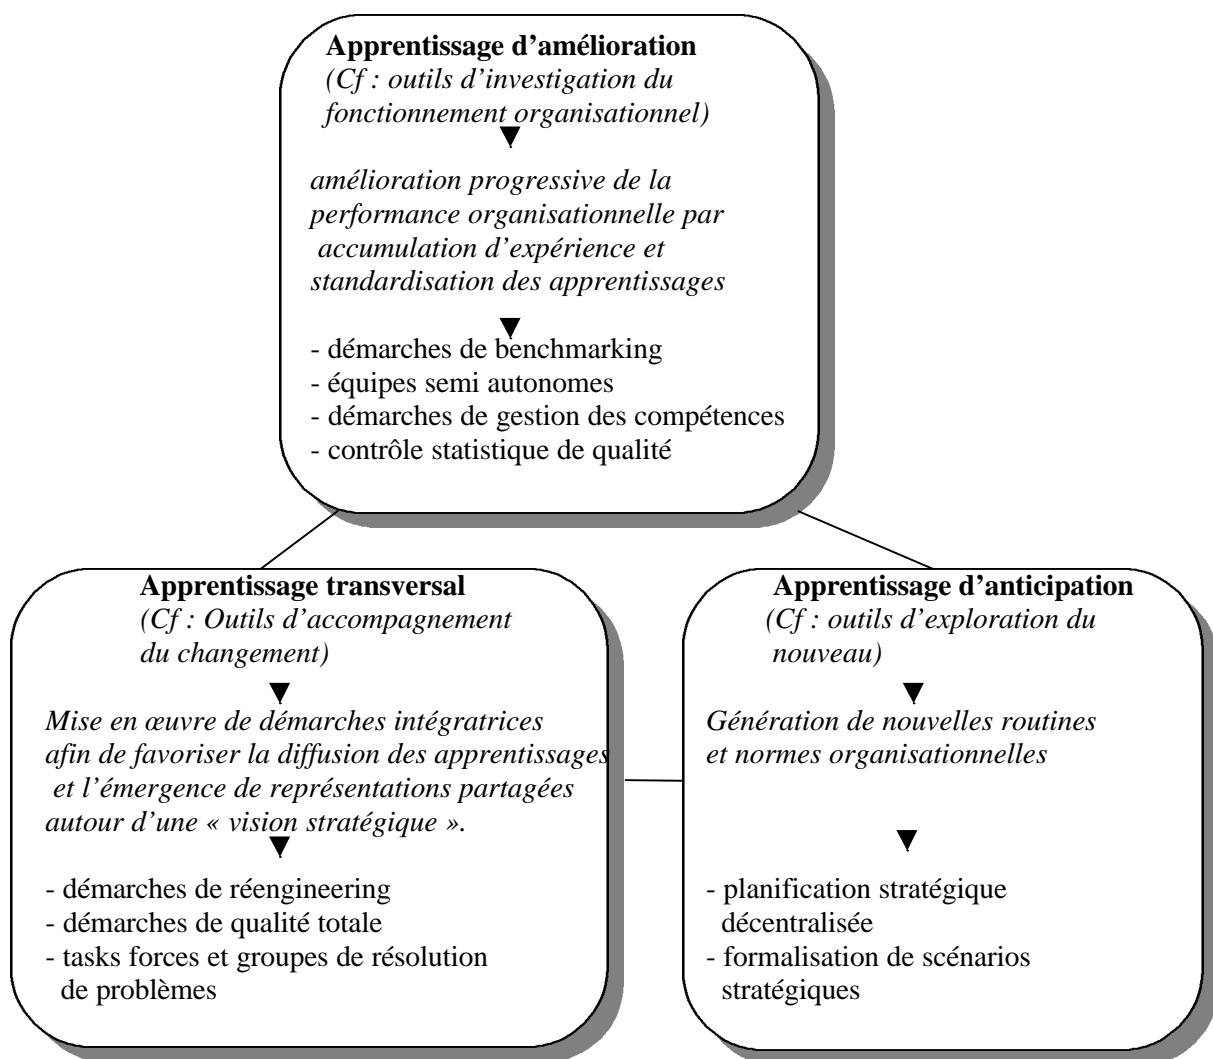 Apprentissage d’amélioration
(Cf : outils d’investigation du
fonctionnement organisationnel)
amélioration progressive de la
performance organisationnelle par
accumulation d’expérience et
standardisation des apprentissages
- démarches de benchmarking
- équipes semi autonomes
- démarches de gestion des compétences
- contrôle statistique de qualité
Apprentissage transversal
(Cf : Outils d’accompagnement
du changement)
Mise en œuvre de démarches intégratrices
afin de favoriser la diffusion des apprentissages
et l’émergence de représentations partagées
autour d’une « vision stratégique ».
- démarches de réengineering
- démarches de qualité totale
- tasks forces et groupes de résolution
de problèmes
Apprentissage d’anticipation
(Cf : outils d’exploration du
nouveau)
Génération de nouvelles routines
et normes organisationnelles
- planification stratégique
décentralisée
- formalisation de scénarios
stratégiques